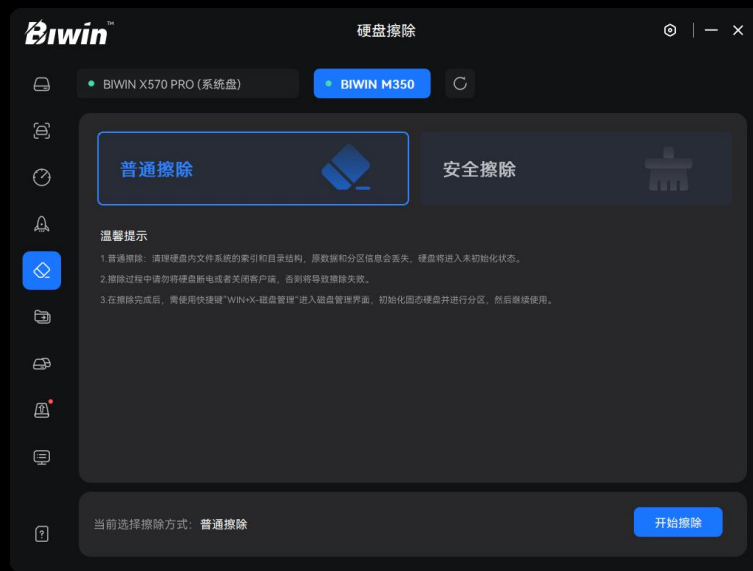 Biwin™
硬盘擦除
BIWIN X570 PRO (系统盘)
BIWIN M350
普通擦除
安全擦除
温馨提示
1.普通擦除：清理硬盘内文件系统的索引和目录结构，原数据和分区信息会丢失，硬盘将进入未初始化状态。
2.擦除过程中请勿将硬盘断电或者关闭客户端，否则将导致擦除失败。
3.在擦除完成后，需使用快捷键"WIN+X-磁盘管理"进入磁盘管理界面，初始化固态硬盘并进行分区，然后继续使用。
当前选择擦除方式：普通擦除
开始擦除